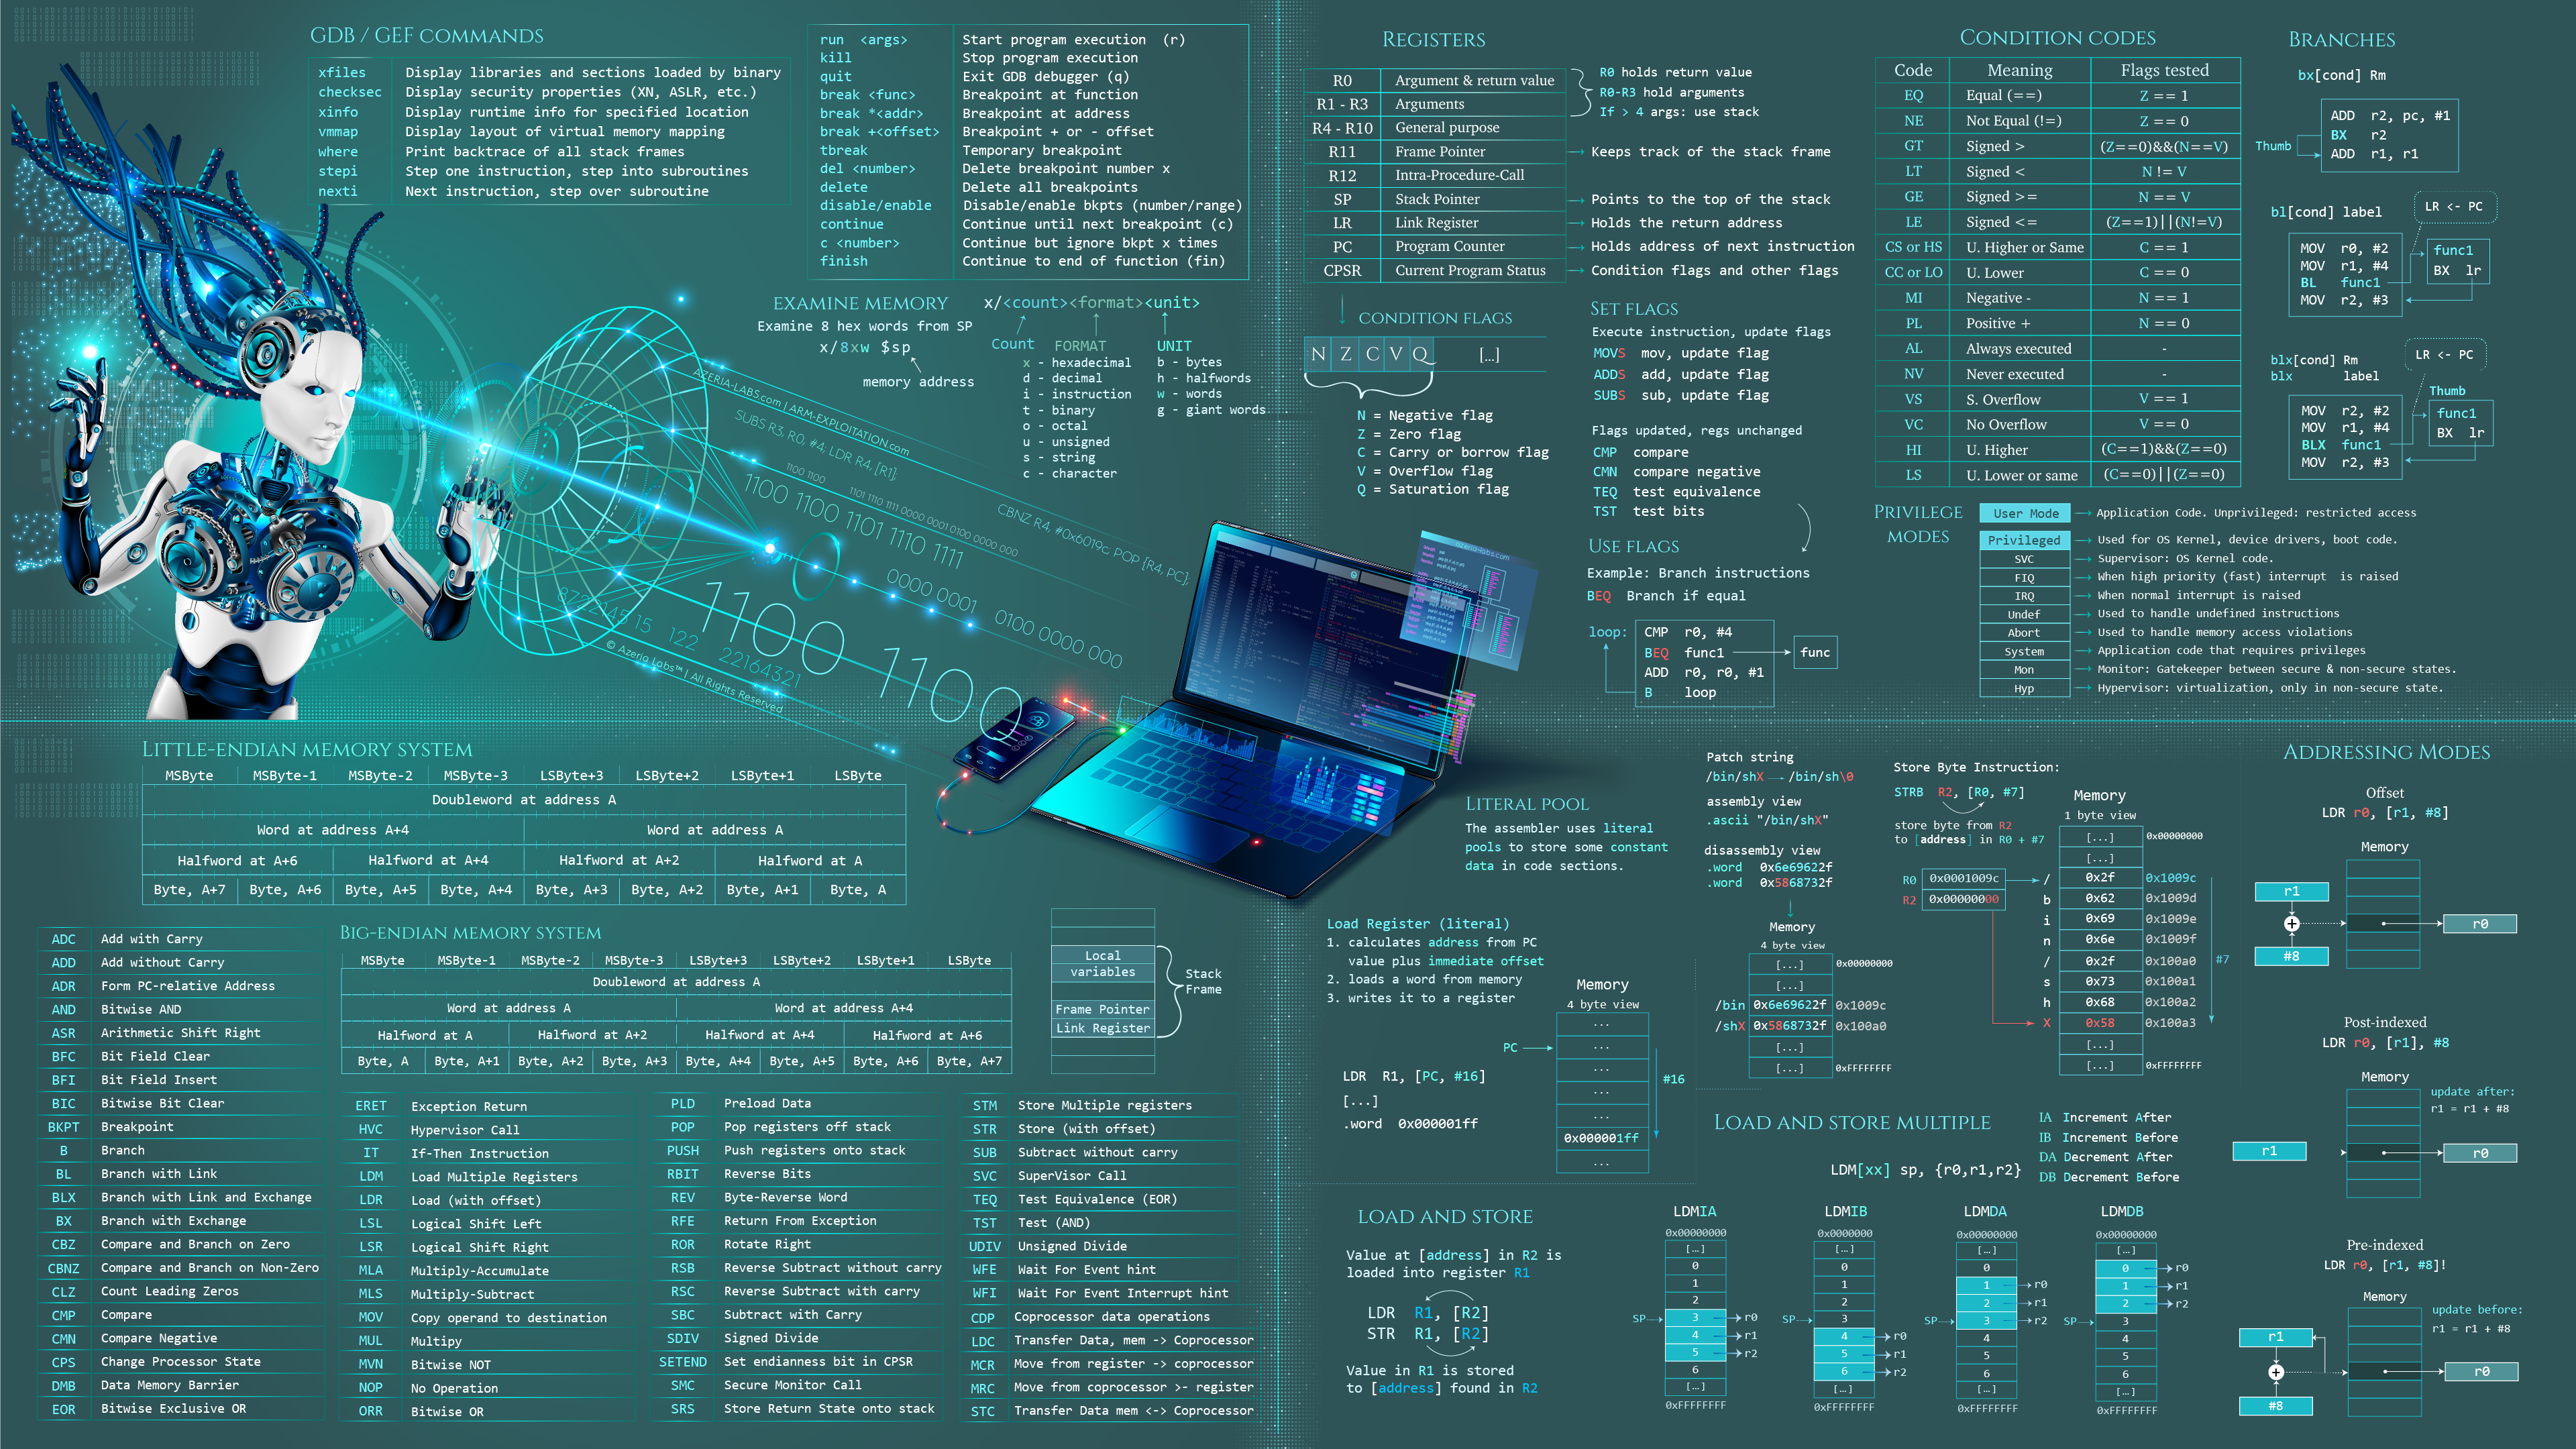 GDB / GEF COMMANDS
xfiles Display libraries and sections loaded by binary
checksec Display security properties (XN, ASLR, etc.)
xinfo Display runtime info for specified location
vmmap Display layout of virtual memory mapping
where Print backtrace of all stack frames
stepi Step one instruction, step into subroutines
nexti Next instruction, step over subroutine
run <args> Start program execution (r)
kill Stop program execution
quit Exit GDB debugger (q)
break <func> Breakpoint at function
break *<addr> Breakpoint at address
break +<offset> Breakpoint + or - offset
tbreak Temporary breakpoint
del <number> Delete breakpoint number x
delete Delete all breakpoints
disable/enable Disable/enable bkpts (number/range)
continue Continue until next breakpoint (c)
c <number> Continue but ignore bkpt x times
finish Continue to end of function (fin)
EXAMINE MEMORY x/<count><format><unit>
Examine 8 hex words from SP
x/8xw $sp
memory address
Count FORMAT UNIT
x - hexadecimal b - bytes
d - decimal h - halfwords
i - instruction w - words
t - binary g - giant words
o - octal
u - unsigned
s - string
c - character
AZERIA-LABS.com | ARM-EXPLOITATION.com
SUBS R3, R0, #4, LDR R4, [R1];
CBNZ R4, #0x6019c; POP [R4, PC];
1100 1100 1101 1110 1111 0000 0001 0100 0000 000
1100 1100 1101 1110 1111
0000 0001 0100 0000 000
1100 1100
8722145 15 122 22164321
© Azeria Labs™ | All Rights Reserved
azeria-labs.com
REGISTERS
R0 Argument & return value
R1 - R3 Arguments
R4 - R10 General purpose
R11 Frame Pointer → Keeps track of the stack frame
R12 Intra-Procedure-Call
SP Stack Pointer → Points to the top of the stack
LR Link Register → Holds the return address
PC Program Counter → Holds address of next instruction
CPSR Current Program Status → Condition flags and other flags
R0 holds return value
R0-R3 hold arguments
If > 4 args: use stack
CONDITION FLAGS
N Z C V Q [...]
N = Negative flag
Z = Zero flag
C = Carry or borrow flag
V = Overflow flag
Q = Saturation flag
SET FLAGS
Execute instruction, update flags
MOVS mov, update flag
ADDS add, update flag
SUBS sub, update flag
Flags updated, regs unchanged
CMP compare
CMN compare negative
TEQ test equivalence
TST test bits
USE FLAGS
Example: Branch instructions
BEQ Branch if equal
loop: CMP r0, #4
BEQ func1 func
ADD r0, r0, #1
B loop
CONDITION CODES
Code Meaning Flags tested
EQ Equal (==) Z == 1
NE Not Equal (!=) Z == 0
GT Signed > (Z==0)&&(N==V)
LT Signed < N != V
GE Signed >= N == V
LE Signed <= (Z==1)||(N!=V)
CS or HS U. Higher or Same C == 1
CC or LO U. Lower C == 0
MI Negative - N == 1
PL Positive + N == 0
AL Always executed -
NV Never executed -
VS S. Overflow V == 1
VC No Overflow V == 0
HI U. Higher (C==1)&&(Z==0)
LS U. Lower or same (C==0)||(Z==0)
BRANCHES
bx[cond] Rm
ADD r2, pc, #1
BX r2
Thumb
ADD r1, r1
bl[cond] label
LR <- PC
MOV r0, #2
MOV r1, #4
BL func1
MOV r2, #3
func1
BX lr
blx[cond] Rm
blx label
LR <- PC
Thumb
MOV r2, #2
MOV r1, #4
BLX func1
MOV r2, #3
func1
BX lr
PRIVILEGE MODES
User Mode → Application Code. Unprivileged: restricted access
Privileged → Used for OS Kernel, device drivers, boot code.
SVC → Supervisor: OS Kernel code.
FIQ → When high priority (fast) interrupt is raised
IRQ → When normal interrupt is raised
Undef → Used to handle undefined instructions
Abort → Used to handle memory access violations
System → Application code that requires privileges
Mon → Monitor: Gatekeeper between secure & non-secure states.
Hyp → Hypervisor: virtualization, only in non-secure state.
LITTLE-ENDIAN MEMORY SYSTEM
MSByte MSByte-1 MSByte-2 MSByte-3 LSByte+3 LSByte+2 LSByte+1 LSByte
Doubleword at address A
Word at address A+4 Word at address A
Halfword at A+6 Halfword at A+4 Halfword at A+2 Halfword at A
Byte, A+7 Byte, A+6 Byte, A+5 Byte, A+4 Byte, A+3 Byte, A+2 Byte, A+1 Byte, A
BIG-ENDIAN MEMORY SYSTEM
MSByte MSByte-1 MSByte-2 MSByte-3 LSByte+3 LSByte+2 LSByte+1 LSByte
Doubleword at address A
Word at address A Word at address A+4
Halfword at A Halfword at A+2 Halfword at A+4 Halfword at A+6
Byte, A Byte, A+1 Byte, A+2 Byte, A+3 Byte, A+4 Byte, A+5 Byte, A+6 Byte, A+7
Local
variables
Frame Pointer
Link Register
Stack
Frame
ADC Add with Carry
ADD Add without Carry
ADR Form PC-relative Address
AND Bitwise AND
ASR Arithmetic Shift Right
BFC Bit Field Clear
BFI Bit Field Insert
BIC Bitwise Bit Clear
BKPT Breakpoint
B Branch
BL Branch with Link
BLX Branch with Link and Exchange
BX Branch with Exchange
CBZ Compare and Branch on Zero
CBNZ Compare and Branch on Non-Zero
CLZ Count Leading Zeros
CMP Compare
CMN Compare Negative
CPS Change Processor State
DMB Data Memory Barrier
EOR Bitwise Exclusive OR
ERET Exception Return
HVC Hypervisor Call
IT If-Then Instruction
LDM Load Multiple Registers
LDR Load (with offset)
LSL Logical Shift Left
LSR Logical Shift Right
MLA Multiply-Accumulate
MLS Multiply-Subtract
MOV Copy operand to destination
MUL Multipy
MVN Bitwise NOT
NOP No Operation
ORR Bitwise OR
PLD Preload Data
POP Pop registers off stack
PUSH Push registers onto stack
RBIT Reverse Bits
REV Byte-Reverse Word
RFE Return From Exception
ROR Rotate Right
RSB Reverse Subtract without carry
RSC Reverse Subtract with carry
SBC Subtract with Carry
SDIV Signed Divide
SETEND Set endianness bit in CPSR
SMC Secure Monitor Call
SRS Store Return State onto stack
STM Store Multiple registers
STR Store (with offset)
SUB Subtract without carry
SVC SuperVisor Call
TEQ Test Equivalence (EOR)
TST Test (AND)
UDIV Unsigned Divide
WFE Wait For Event hint
WFI Wait For Event Interrupt hint
CDP Coprocessor data operations
LDC Transfer Data, mem -> Coprocessor
MCR Move from register -> coprocessor
MRC Move from coprocessor >- register
STC Transfer Data mem <-> Coprocessor
LITERAL POOL
The assembler uses literal
pools to store some constant
data in code sections.
Load Register (literal)
1. calculates address from PC
value plus immediate offset
2. loads a word from memory
3. writes it to a register
Memory
4 byte view
...
PC → ...
...
...
...
0x000001ff
...
#16
LDR R1, [PC, #16]
[...]
.word 0x000001ff
Patch string
/bin/shX → /bin/sh\0
assembly view
.ascii "/bin/shX"
disassembly view
.word 0x6e69622f
.word 0x5868732f
Memory
4 byte view
[...] 0x00000000
[...]
/bin 0x6e69622f 0x1009c
/shX 0x5868732f 0x100a0
[...]
[...] 0xFFFFFFFF
Store Byte Instruction:
STRB R2, [R0, #7]
store byte from R2
to [address] in R0 + #7
R0 0x0001009c
R2 0x00000000
Memory
1 byte view
[...] 0x00000000
[...]
/ 0x2f 0x1009c
b 0x62 0x1009d
i 0x69 0x1009e
n 0x6e 0x1009f
/ 0x2f 0x100a0
s 0x73 0x100a1
h 0x68 0x100a2
X 0x58 0x100a3
[...]
[...] 0xFFFFFFFF
#7
LOAD AND STORE
Value at [address] in R2 is
loaded into register R1
LDR R1, [R2]
STR R1, [R2]
Value in R1 is stored
to [address] found in R2
LOAD AND STORE MULTIPLE
LDM[xx] sp, {r0,r1,r2}
IA Increment After
IB Increment Before
DA Decrement After
DB Decrement Before
LDMIA
0x00000000
[...]
0
1
2
SP→ 3 → r0
4 → r1
5 → r2
6
[...]
0xFFFFFFFF
LDMIB
0x0000000
[...]
0
1
2
SP→ 3
4 → r0
5 → r1
6 → r2
[...]
0xFFFFFFFF
LDMDA
0x00000000
[...]
0
1 → r0
2 → r1
SP→ 3 → r2
4
5
6
[...]
0xFFFFFFFF
LDMDB
0x00000000
[...]
0 → r0
1 → r1
2 → r2
SP→ 3
4
5
6
[...]
0xFFFFFFFF
ADDRESSING MODES
Offset
LDR r0, [r1, #8]
Memory
r1
+
#8
r0
Post-indexed
LDR r0, [r1], #8
Memory
update after:
r1 = r1 + #8
r1
r0
Pre-indexed
LDR r0, [r1, #8]!
Memory
update before:
r1 = r1 + #8
r1
+
#8
r0